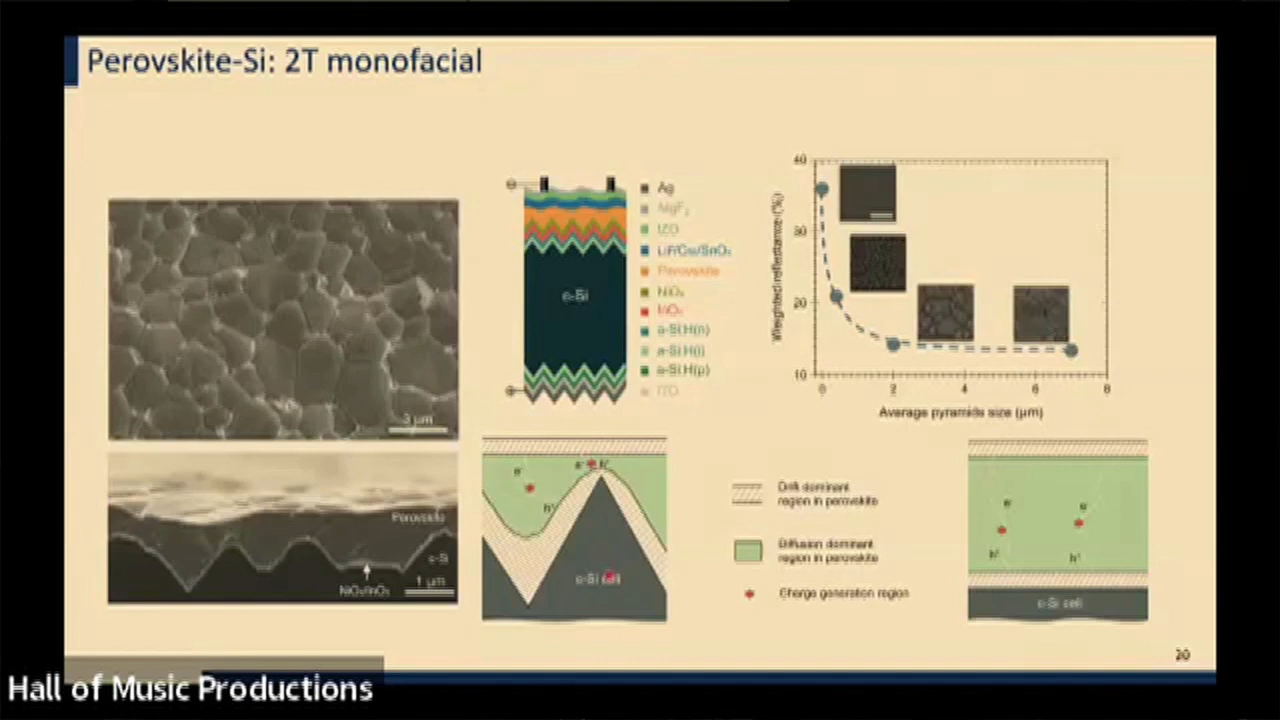 Perovskite-Si: 2T monofacial
3 µm
Perovskite
c-Si
NiOₓ/InOₓ
1 µm
c-Si
Ag
MgF₂
IZO
LiF/C₆₀/SnO₂
Perovskite
NiOₓ
InOₓ
a-Si:H(n)
a-Si:H(i)
a-Si:H(p)
ITO
Weighted reflectance (%)
40
30
20
10
0 2 4 6 8
Average pyramids size (µm)
e⁻
h⁺
e⁻ h⁺
c-Si cell
Drift dominant
region in perovskite
Diffusion dominant
region in perovskite
Charge generation region
e⁻ e⁻
h⁺ h⁺
c-Si cell
20
Hall of Music Productions